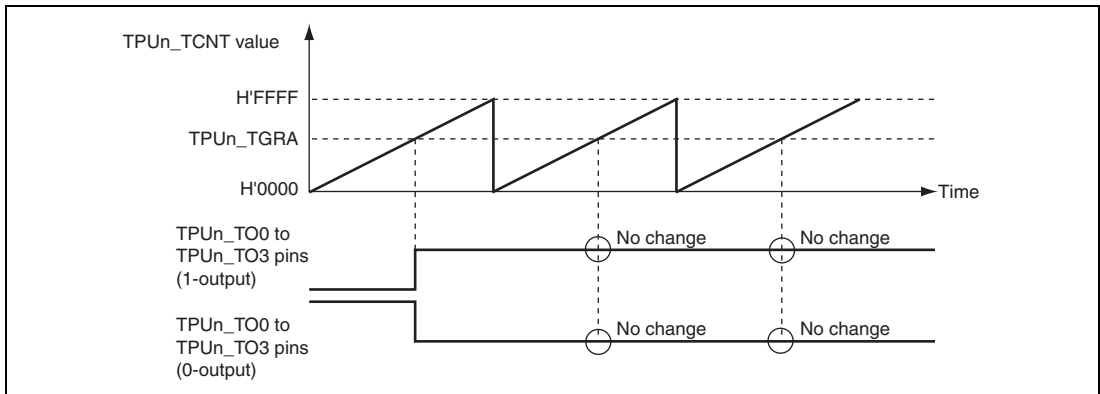 TPUn_TCNT value
H'FFFF
TPUn_TGRA
H'0000
Time
TPUn_TO0 to
TPUn_TO3 pins
(1-output)
No change
No change
TPUn_TO0 to
TPUn_TO3 pins
(0-output)
No change
No change